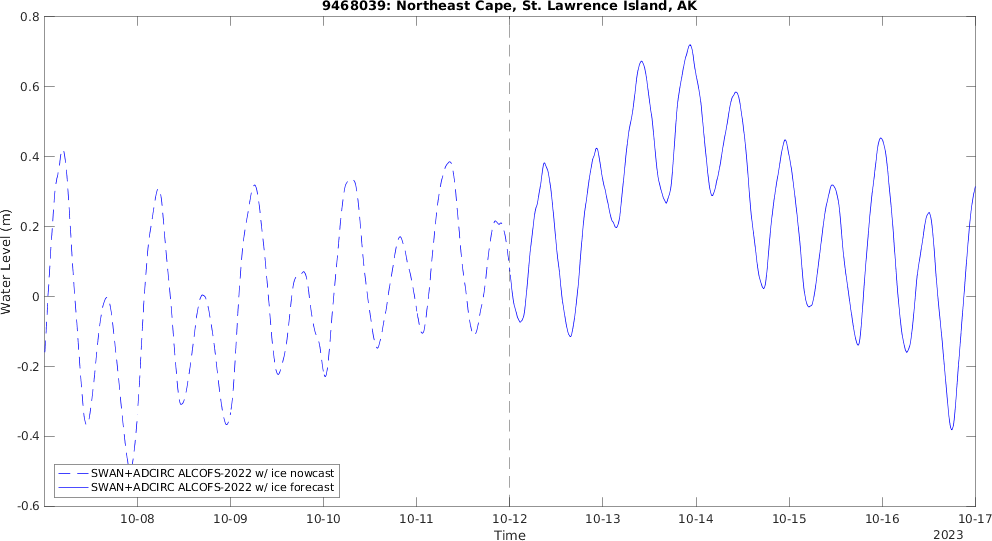 9468039: Northeast Cape, St. Lawrence Island, AK
0.8
0.6
0.4
0.2
0
-0.2
-0.4
-0.6
Water Level (m)
SWAN+ADCIRC ALCOFS-2022 w/ ice nowcast
SWAN+ADCIRC ALCOFS-2022 w/ ice forecast
10-08 10-09 10-10 10-11 10-12 10-13 10-14 10-15 10-16 10-17
Time
2023